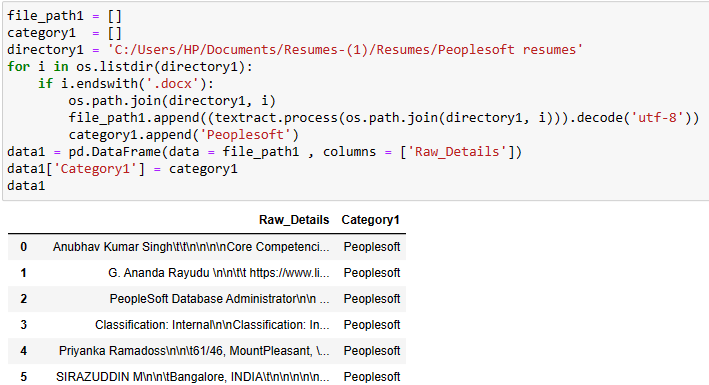 file_path1 = []
category1  = []
directory1 = 'C:/Users/HP/Documents/Resumes-(1)/Resumes/Peoplesoft resumes'
for i in os.listdir(directory1):
    if i.endswith('.docx'):
        os.path.join(directory1, i)
        file_path1.append((textract.process(os.path.join(directory1, i))).decode('utf-8'))
        category1.append('Peoplesoft')
data1 = pd.DataFrame(data = file_path1 , columns = ['Raw_Details'])
data1['Category1'] = category1
data1
Raw_Details Category1
0 Anubhav Kumar Singh\t\t\n\n\n\nCore Competenci... Peoplesoft
1 G. Ananda Rayudu \n\n\t\t https://www.li... Peoplesoft
2 PeopleSoft Database Administrator\n\n ... Peoplesoft
3 Classification: Internal\n\nClassification: In... Peoplesoft
4 Priyanka Ramadoss\n\n\t61/46, MountPleasant, \... Peoplesoft
5 SIRAZUDDIN M\n\n\tBangalore, INDIA\t\n\n\n\n\n... Peoplesoft